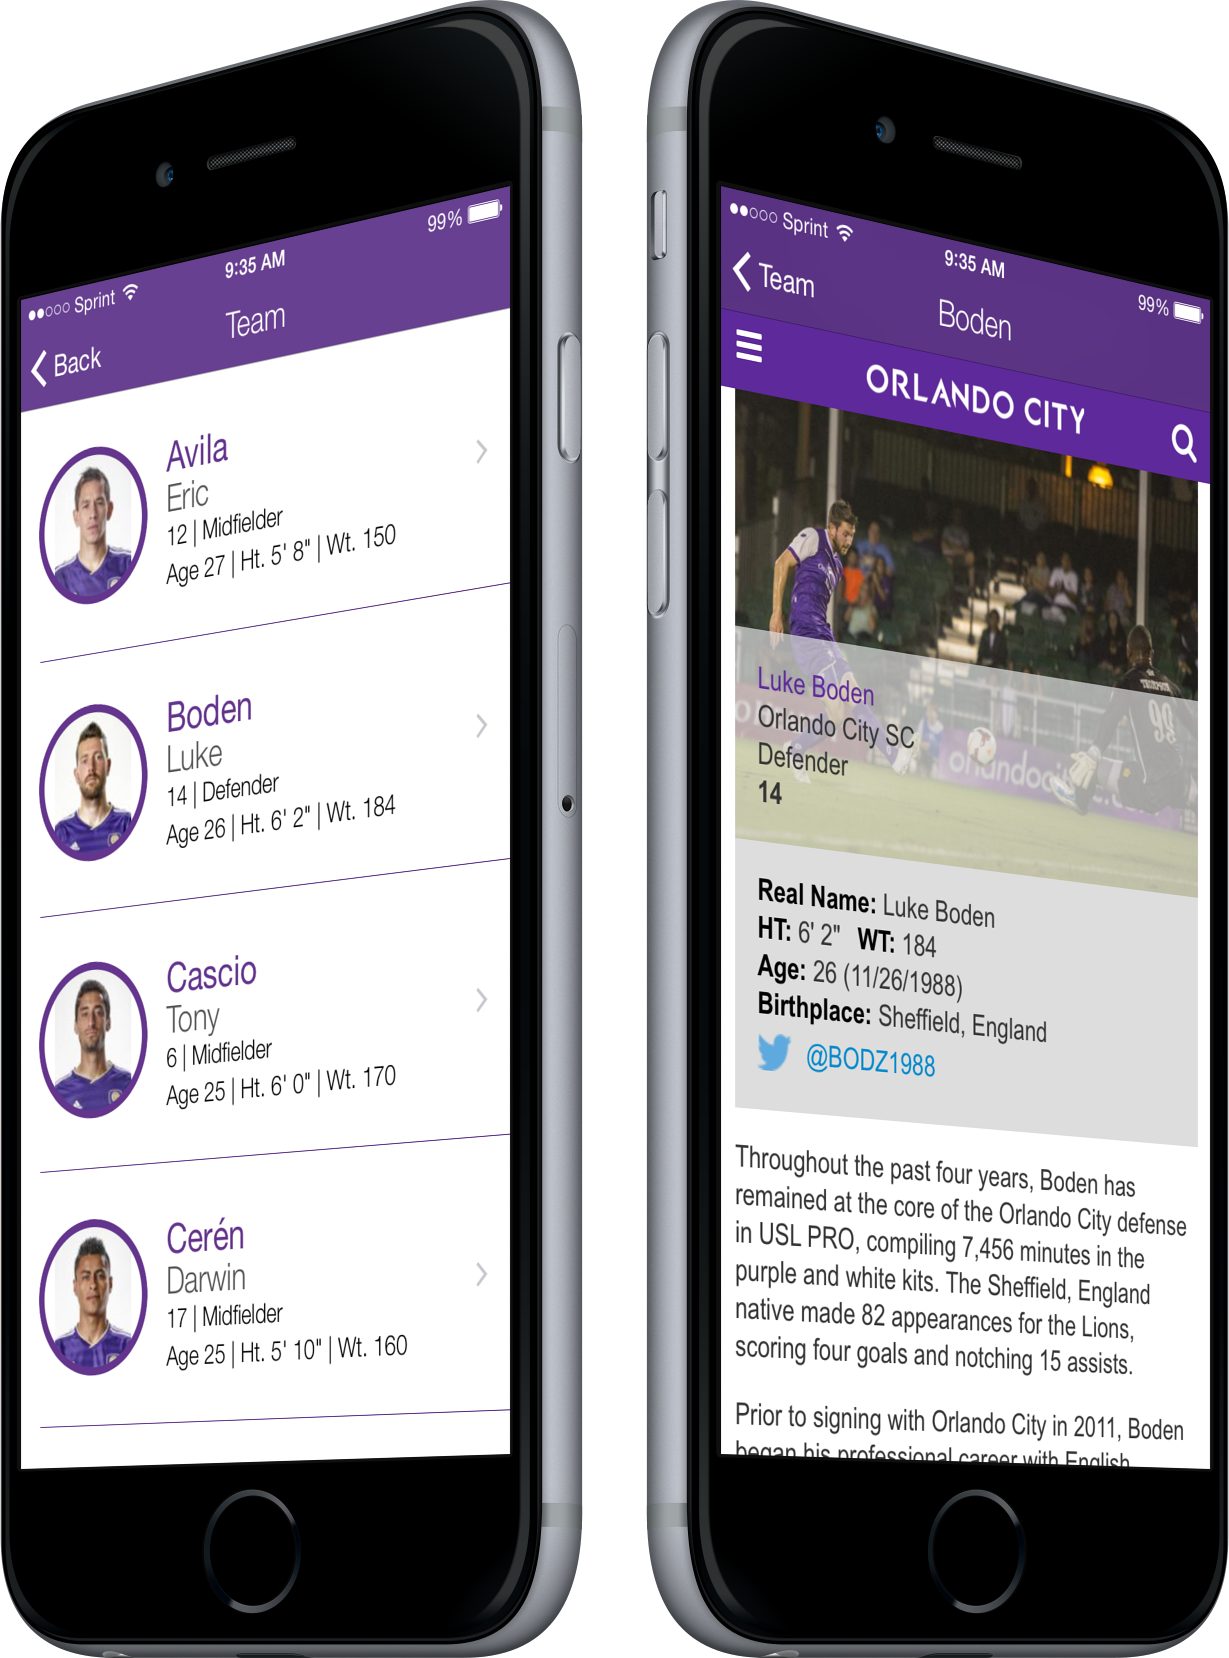 Sprint
9:35 AM
99%
Back
Team
Avila
Eric
12 | Midfielder
Age 27 | Ht. 5' 8" | Wt. 150
Boden
Luke
14 | Defender
Age 26 | Ht. 6' 2" | Wt. 184
Cascio
Tony
6 | Midfielder
Age 25 | Ht. 6' 0" | Wt. 170
Cerén
Darwin
17 | Midfielder
Age 25 | Ht. 5' 10" | Wt. 160
Sprint
9:35 AM
99%
Team
Boden
ORLANDO CITY
99
Luke Boden
Orlando City SC
Defender
14
Real Name: Luke Boden
HT: 6' 2" WT: 184
Age: 26 (11/26/1988)
Birthplace: Sheffield, England
@BODZ1988
Throughout the past four years, Boden has
remained at the core of the Orlando City defense
in USL PRO, compiling 7,456 minutes in the
purple and white kits. The Sheffield, England
native made 82 appearances for the Lions,
scoring four goals and notching 15 assists.
Prior to signing with Orlando City in 2011, Boden
began his professional career with English